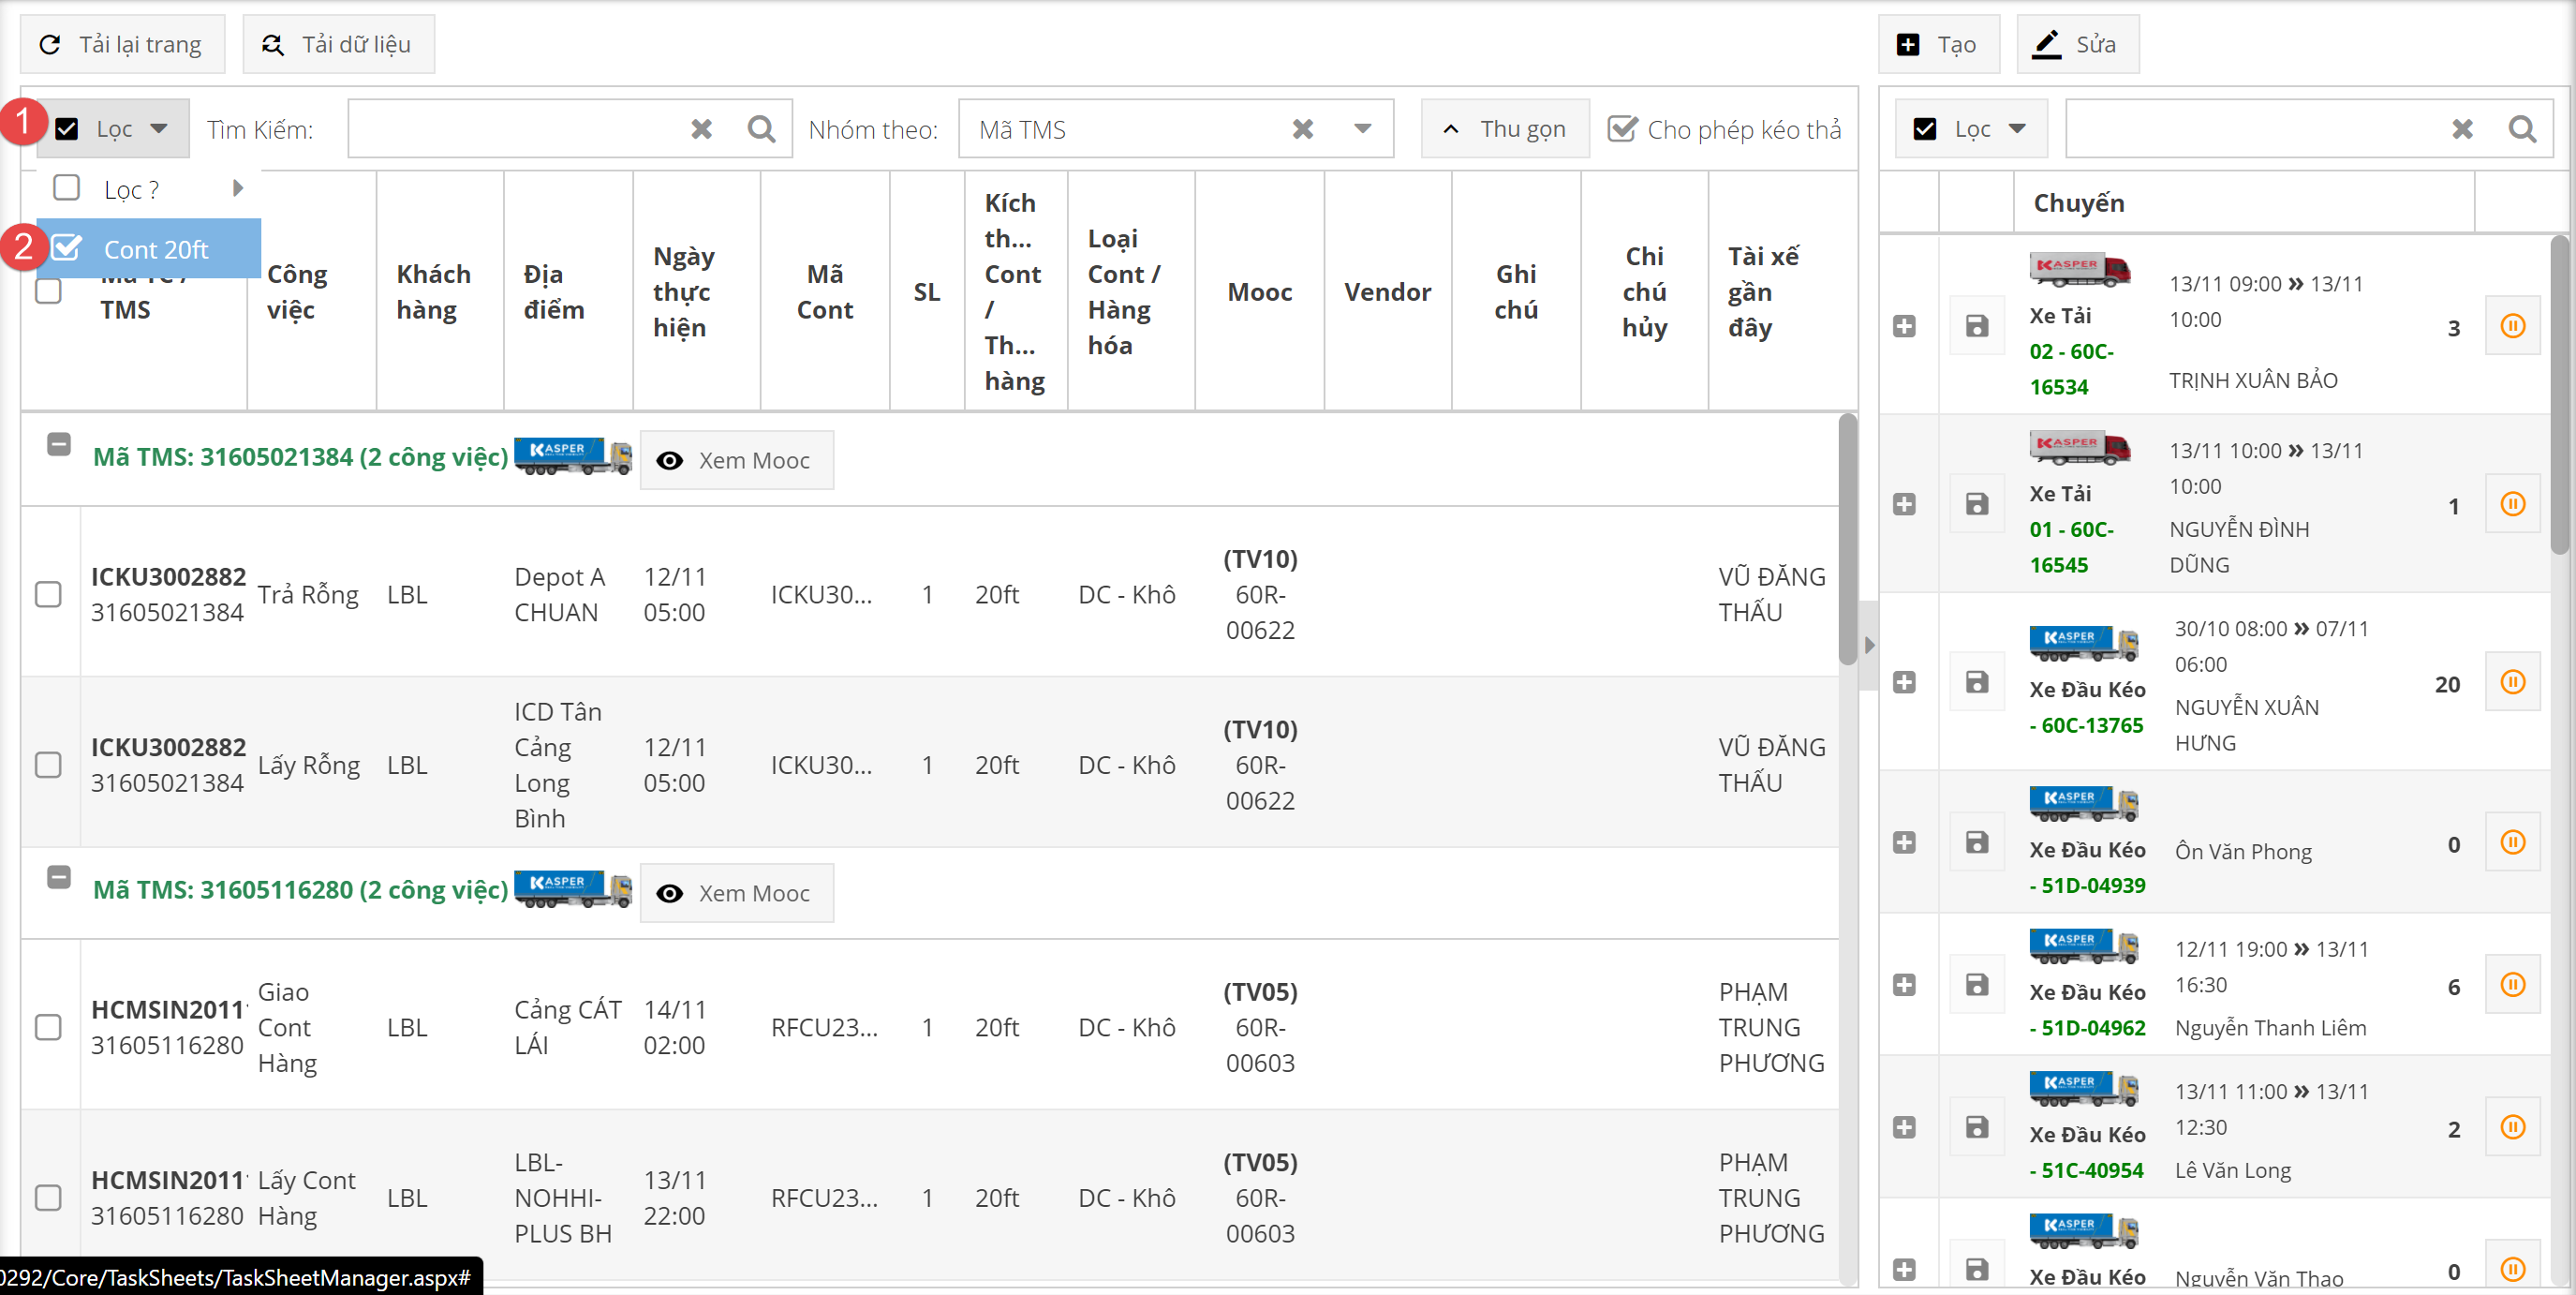 Tải lại trang
Tải dữ liệu
Tạo
Sửa
1
Lọc
Tìm Kiếm:
Nhóm theo:
Mã TMS
Thu gọn
Cho phép kéo thả
Lọc
Lọc ?
2
Cont 20ft
TMS
Công
việc
Khách
hàng
Địa
điểm
Ngày
thực
hiện
Mã
Cont
SL
Kích
th...
Cont
/
Th...
hàng
Loại
Cont /
Hàng
hóa
Mooc
Vendor
Ghi
chú
Chi
chú
hủy
Tài xế
gần
đây
Mã TMS: 31605021384 (2 công việc)
KASPER
Xem Mooc
ICKU3002882
31605021384
Trả Rỗng
LBL
Depot A
CHUAN
12/11
05:00
ICKU30...
1
20ft
DC - Khô
(TV10)
60R-
00622
VŨ ĐĂNG
THẤU
ICKU3002882
31605021384
Lấy Rỗng
LBL
ICD Tân
Cảng
Long
Bình
12/11
05:00
ICKU30...
1
20ft
DC - Khô
(TV10)
60R-
00622
VŨ ĐĂNG
THẤU
Mã TMS: 31605116280 (2 công việc)
KASPER
Xem Mooc
HCMSIN2011
31605116280
Giao
Cont
Hàng
LBL
Cảng CÁT
LÁI
14/11
02:00
RFCU23...
1
20ft
DC - Khô
(TV05)
60R-
00603
PHẠM
TRUNG
PHƯƠNG
HCMSIN2011
31605116280
Lấy Cont
Hàng
LBL
LBL-
NOHHI-
PLUS BH
13/11
22:00
RFCU23...
1
20ft
DC - Khô
(TV05)
60R-
00603
PHẠM
TRUNG
PHƯƠNG
0292/Core/TaskSheets/TaskSheetManager.aspx#
Chuyến
KASPER
Xe Tải
02 - 60C-
16534
13/11 09:00 » 13/11
10:00
TRỊNH XUÂN BẢO
3
KASPER
Xe Tải
01 - 60C-
16545
13/11 10:00 » 13/11
10:00
NGUYỄN ĐÌNH
DŨNG
1
KASPER
Xe Đầu Kéo
- 60C-13765
30/10 08:00 » 07/11
06:00
NGUYỄN XUÂN
HƯNG
20
KASPER
Xe Đầu Kéo
- 51D-04939
Ôn Văn Phong
0
KASPER
Xe Đầu Kéo
- 51D-04962
12/11 19:00 » 13/11
16:30
Nguyễn Thanh Liêm
6
KASPER
Xe Đầu Kéo
- 51C-40954
13/11 11:00 » 13/11
12:30
Lê Văn Long
2
KASPER
Xe Đầu Kéo
Nguyễn Văn Thao
0